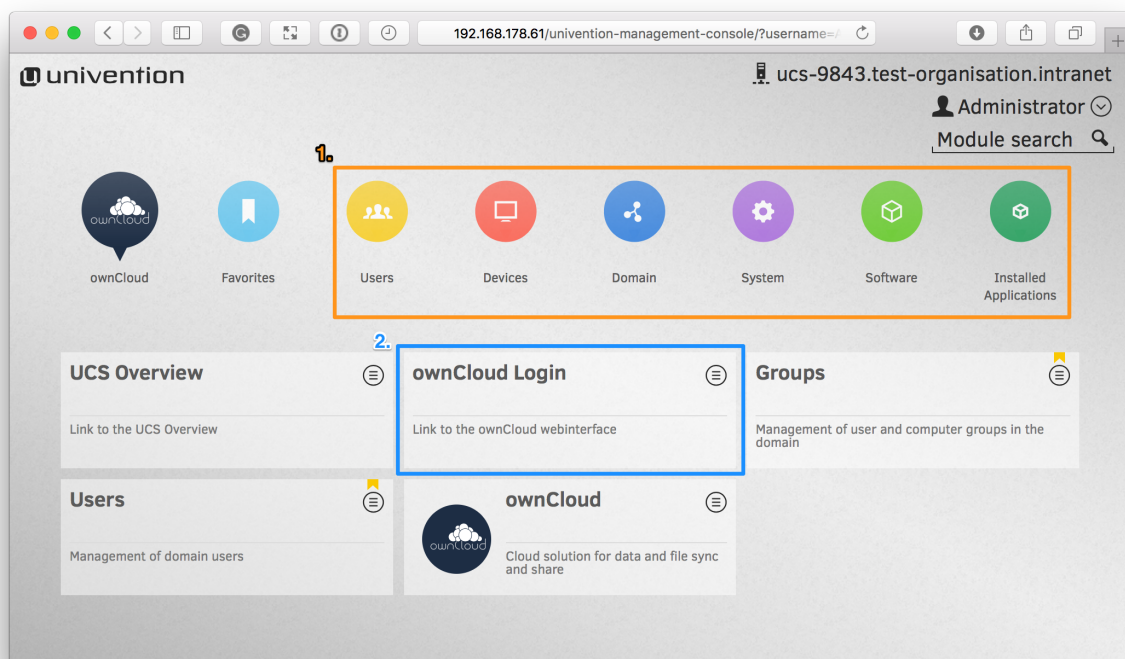 192.168.178.61/univention-management-console/?username=
univention
ucs-9843.test-organisation.intranet
Administrator
Module search
1.
ownCloud
ownCloud
Favorites
Users
Devices
Domain
System
Software
Installed
Applications
2.
UCS Overview
Link to the UCS Overview
ownCloud Login
Link to the ownCloud webinterface
Groups
Management of user and computer groups in the
domain
Users
Management of domain users
ownCloud
ownCloud
Cloud solution for data and file sync
and share